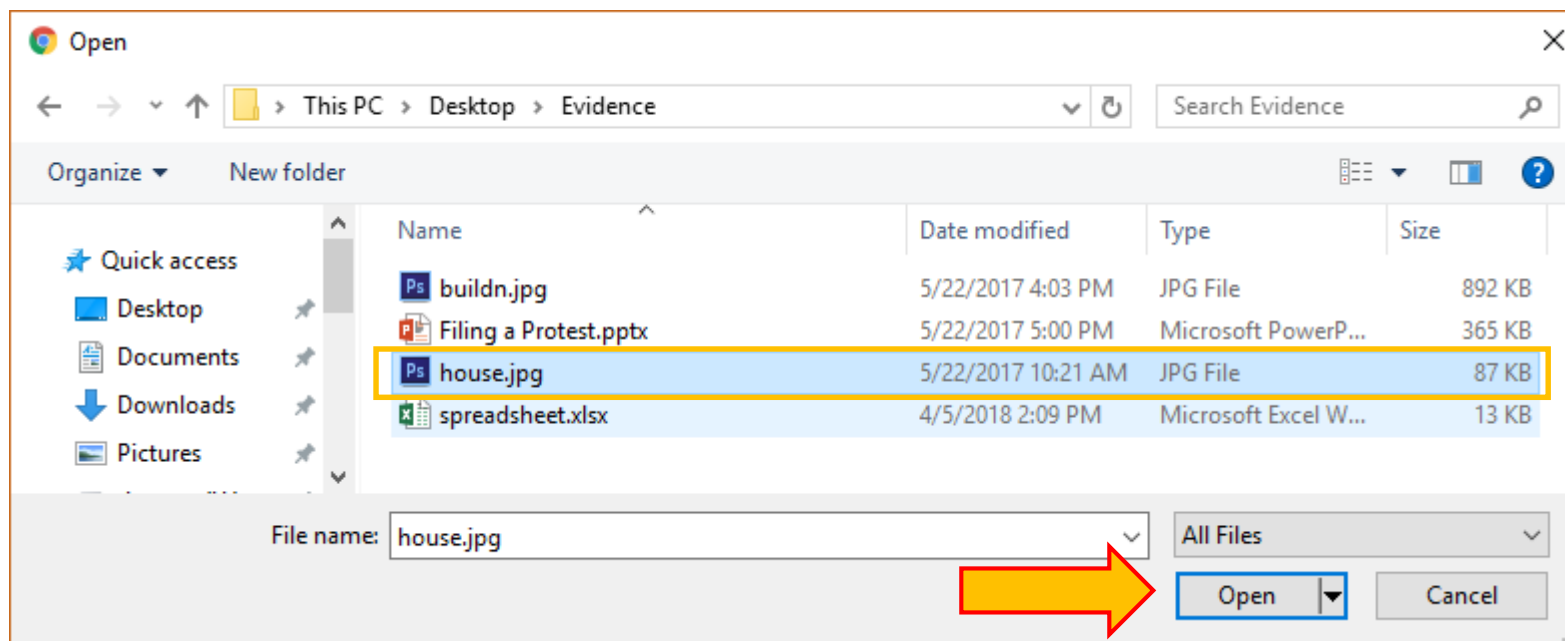 Open
This PC > Desktop > Evidence
Search Evidence
Organize
New folder
?
Name
Date modified
Type
Size
Quick access
Desktop
Documents
Downloads
Pictures
Ps buildn.jpg 5/22/2017 4:03 PM JPG File 892 KB
Filing a Protest.pptx 5/22/2017 5:00 PM Microsoft PowerP... 365 KB
Ps house.jpg 5/22/2017 10:21 AM JPG File 87 KB
spreadsheet.xlsx 4/5/2018 2:09 PM Microsoft Excel W... 13 KB
File name: house.jpg
All Files
Open
Cancel